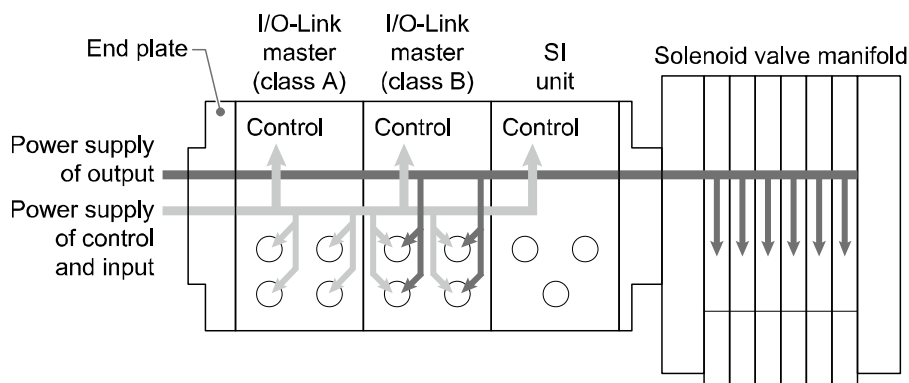 End plate
I/O-Link
master
(class A)
I/O-Link
master
(class B)
SI
unit
Solenoid valve manifold
Control
Control
Control
Power supply
of output
Power supply
of control
and input